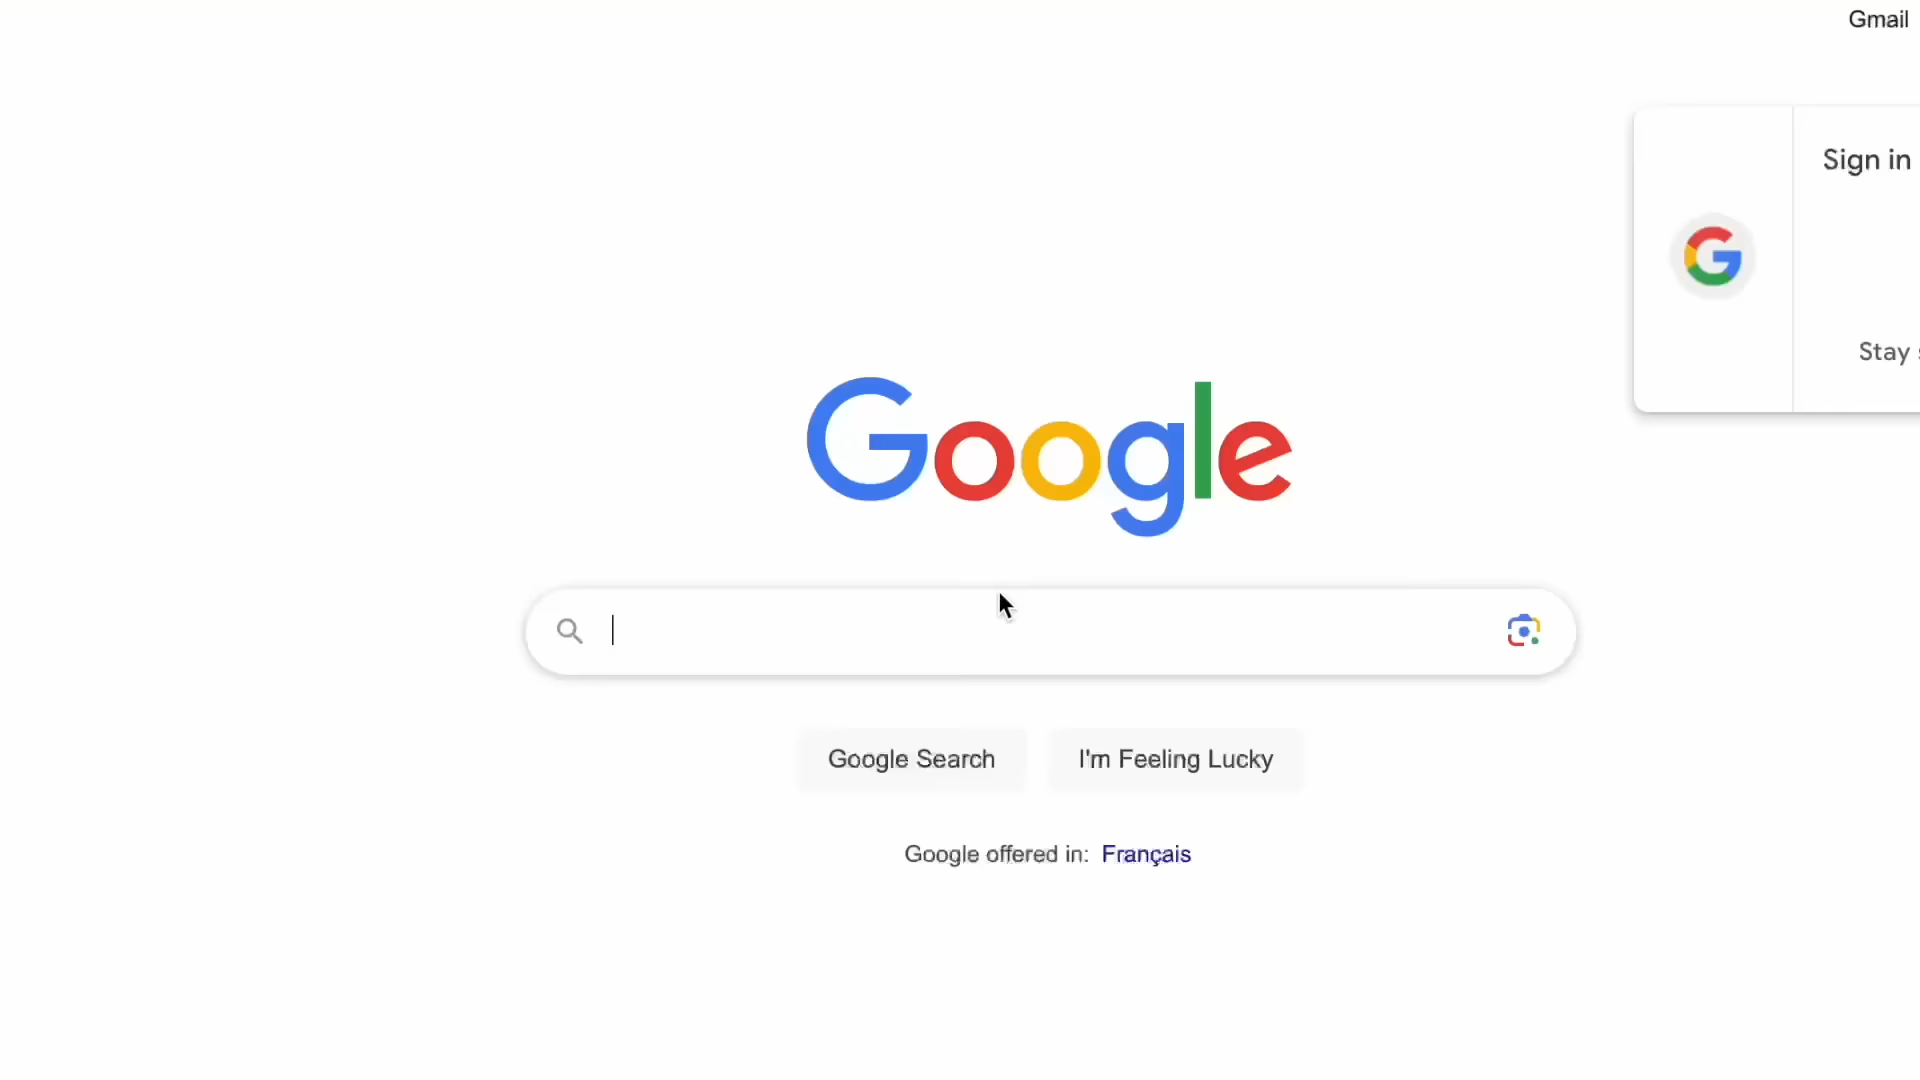 Gmail
Sign in
Stay
Google
Google Search
I'm Feeling Lucky
Google offered in: Français